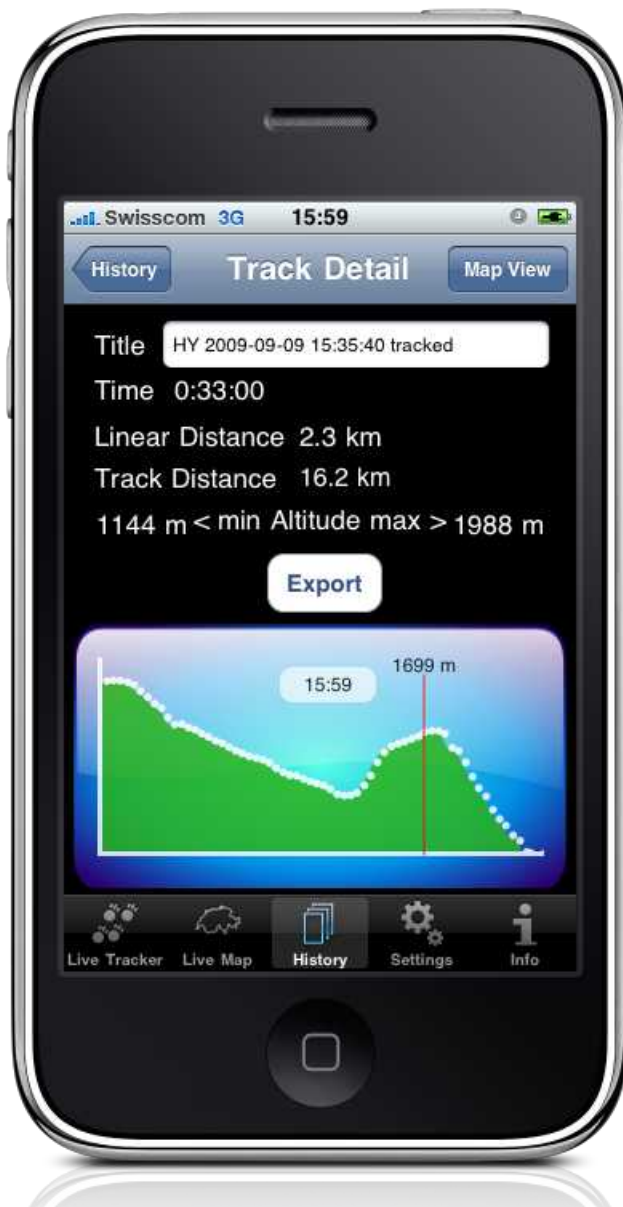 Swisscom 3G 15:59
History Track Detail Map View
Title HY 2009-09-09 15:35:40 tracked
Time 0:33:00
Linear Distance 2.3 km
Track Distance 16.2 km
1144 m < min Altitude max > 1988 m
Export
1699 m
15:59
Live Tracker Live Map History Settings Info